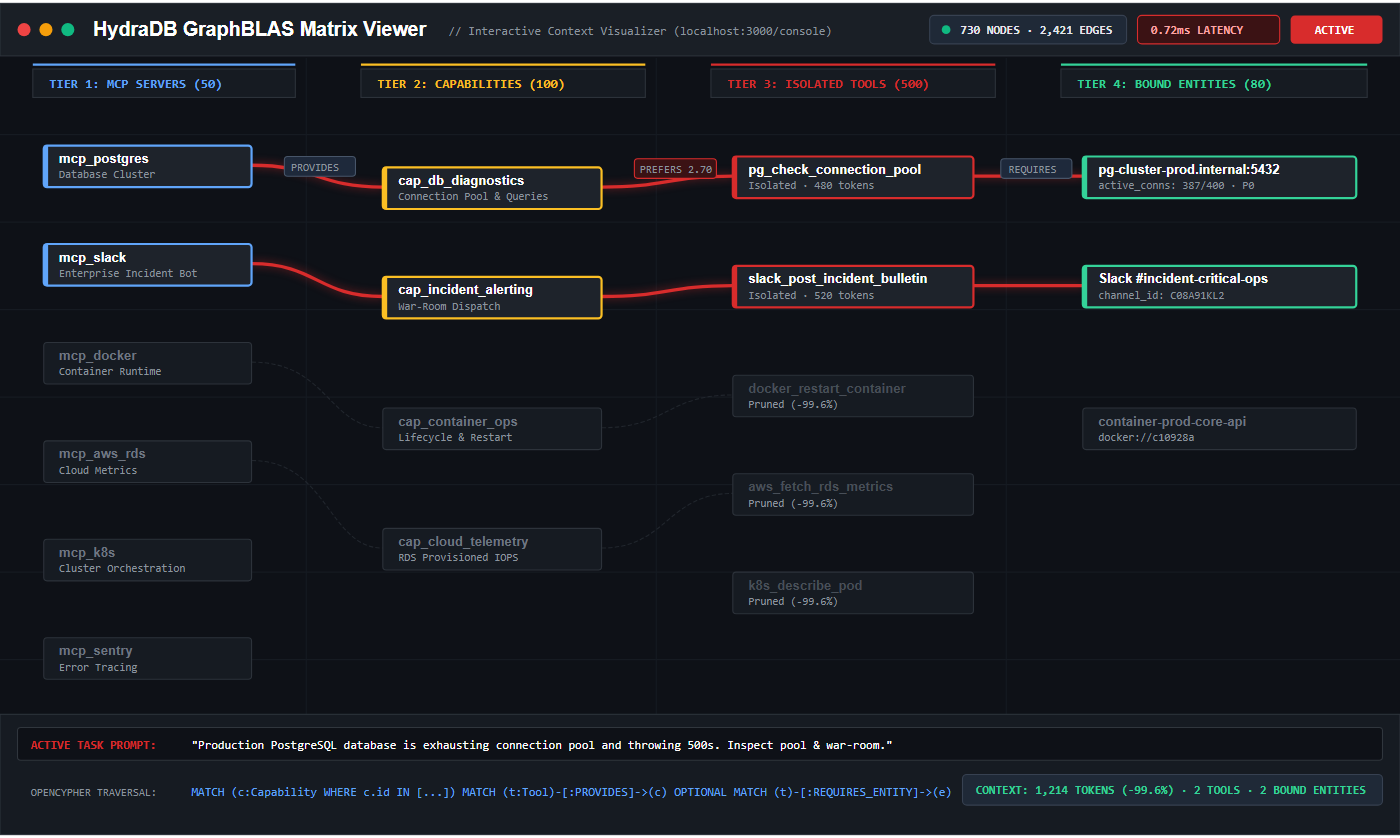 HydraDB GraphBLAS Matrix Viewer // Interactive Context Visualizer (localhost:3000/console) 730 NODES · 2,421 EDGES 0.72ms LATENCY ACTIVE
TIER 1: MCP SERVERS (50)
TIER 2: CAPABILITIES (100)
TIER 3: ISOLATED TOOLS (500)
TIER 4: BOUND ENTITIES (80)
mcp_postgres
Database Cluster
PROVIDES
cap_db_diagnostics
Connection Pool & Queries
PREFERS 2.70
pg_check_connection_pool
Isolated · 480 tokens
REQUIRES
pg-cluster-prod.internal:5432
active_conns: 387/400 · P0
mcp_slack
Enterprise Incident Bot
cap_incident_alerting
War-Room Dispatch
slack_post_incident_bulletin
Isolated · 520 tokens
Slack #incident-critical-ops
channel_id: C08A91KL2
mcp_docker
Container Runtime
cap_container_ops
Lifecycle & Restart
docker_restart_container
Pruned (-99.6%)
container-prod-core-api
docker://c10928a
mcp_aws_rds
Cloud Metrics
cap_cloud_telemetry
RDS Provisioned IOPS
aws_fetch_rds_metrics
Pruned (-99.6%)
mcp_k8s
Cluster Orchestration
k8s_describe_pod
Pruned (-99.6%)
mcp_sentry
Error Tracing
ACTIVE TASK PROMPT: "Production PostgreSQL database is exhausting connection pool and throwing 500s. Inspect pool & war-room."
OPENCYPHER TRAVERSAL: MATCH (c:Capability WHERE c.id IN [...]) MATCH (t:Tool)-[:PROVIDES]->(c) OPTIONAL MATCH (t)-[:REQUIRES_ENTITY]->(e)
CONTEXT: 1,214 TOKENS (-99.6%) · 2 TOOLS · 2 BOUND ENTITIES